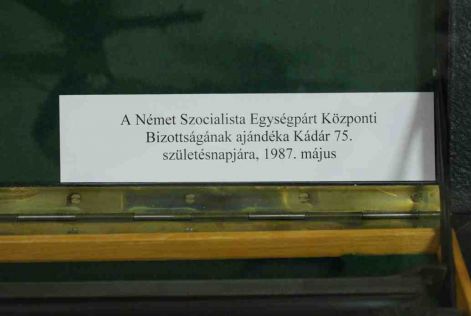 A Német Szocialista Egységpárt Központi
Bizottságának ajándéka Kádár 75.
születésnapjára, 1987. május